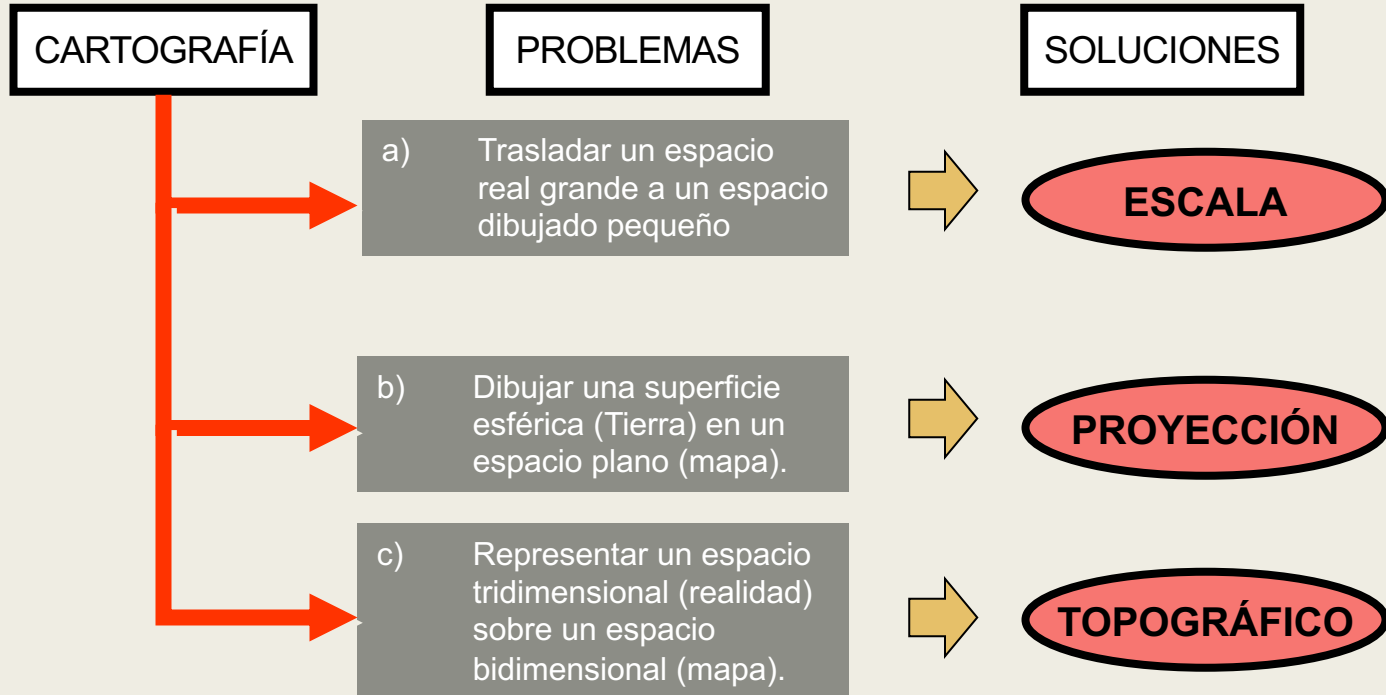 CARTOGRAFÍA
PROBLEMAS
SOLUCIONES
a) Trasladar un espacio
real grande a un espacio
dibujado pequeño
ESCALA
b) Dibujar una superficie
esférica (Tierra) en un
espacio plano (mapa).
PROYECCIÓN
c) Representar un espacio
tridimensional (realidad)
sobre un espacio
bidimensional (mapa).
TOPOGRÁFICO